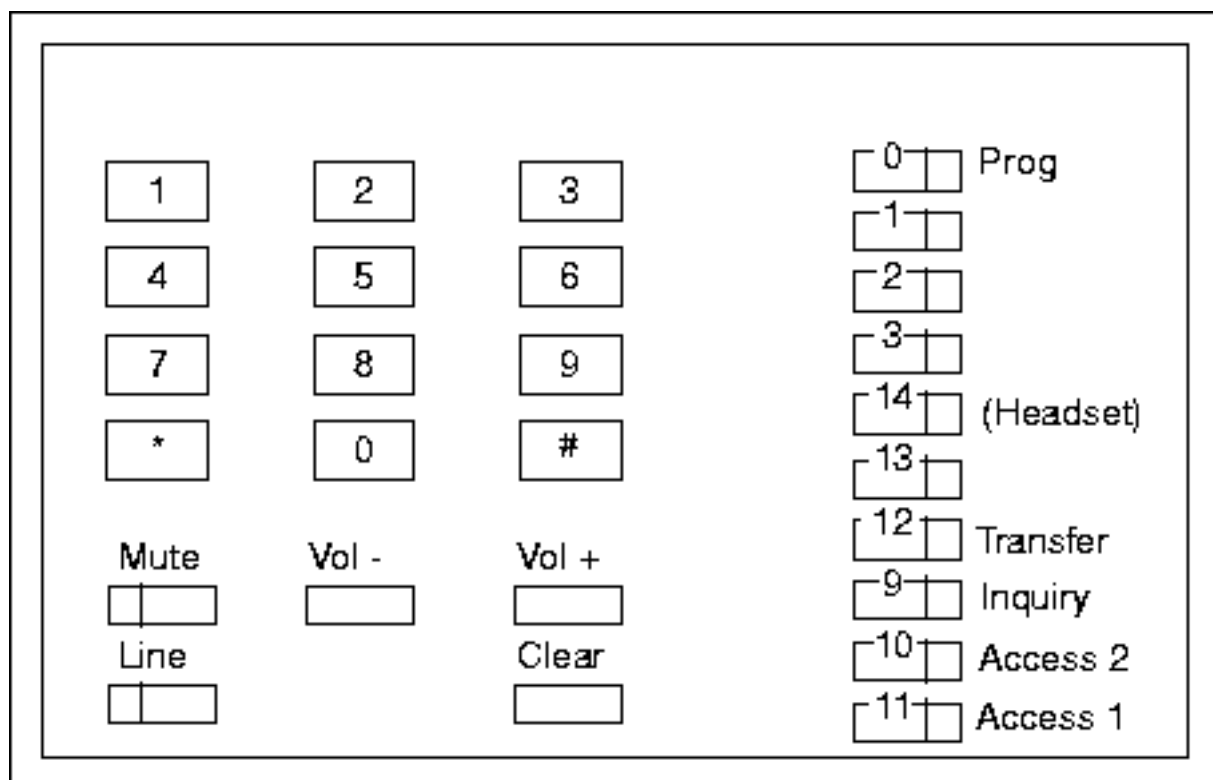 1 2 3
4 5 6
7 8 9
* 0 #
Mute Vol - Vol +
Line Clear
0 Prog
1
2
3
14 (Headset)
13
12 Transfer
9 Inquiry
10 Access 2
11 Access 1